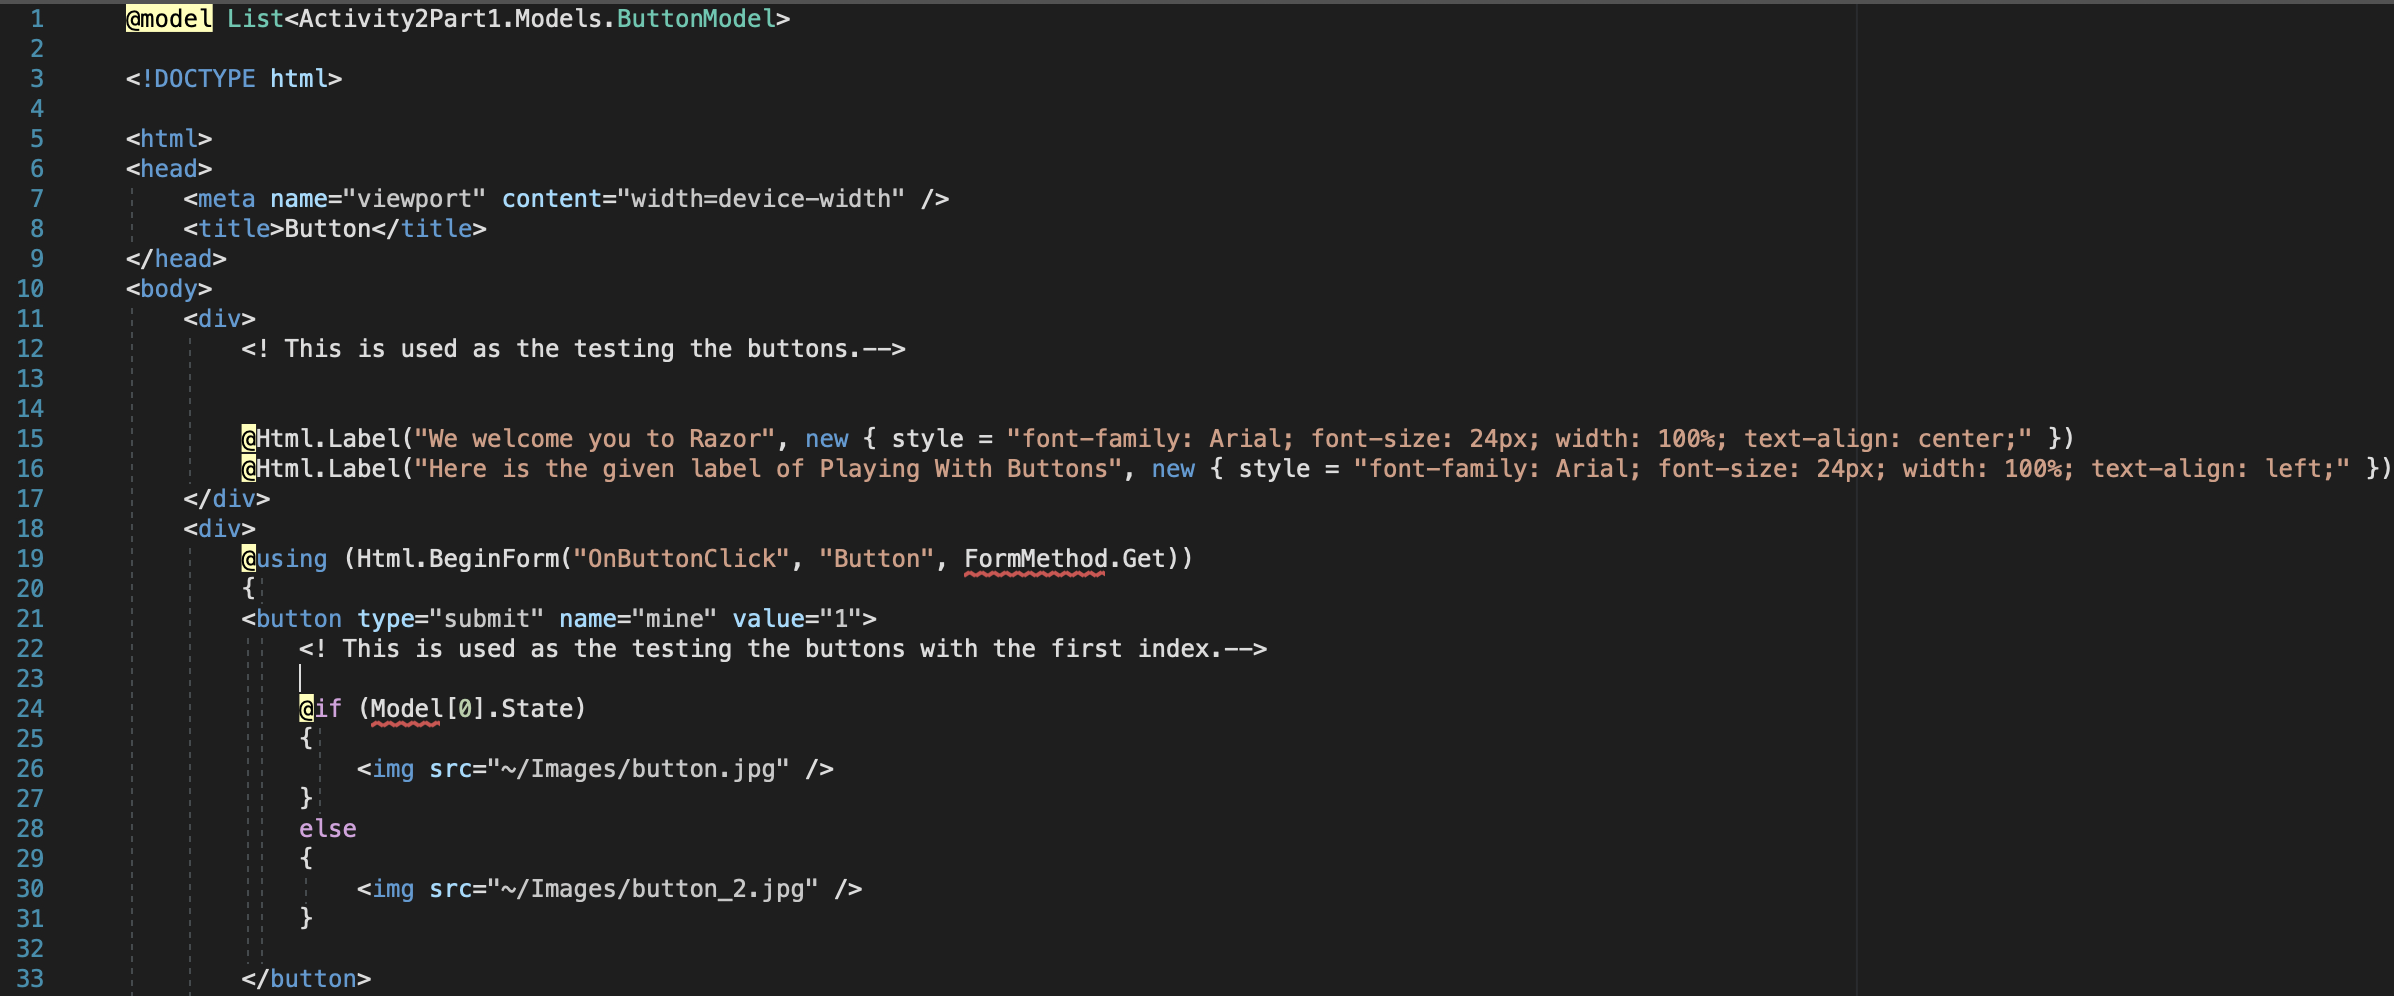 1 @model List<Activity2Part1.Models.ButtonModel>
2
3 <!DOCTYPE html>
4
5 <html>
6 <head>
7 <meta name="viewport" content="width=device-width" />
8 <title>Button</title>
9 </head>
10 <body>
11 <div>
12 <! This is used as the testing the buttons.-->
13
14
15 @Html.Label("We welcome you to Razor", new { style = "font-family: Arial; font-size: 24px; width: 100%; text-align: center;" })
16 @Html.Label("Here is the given label of Playing With Buttons", new { style = "font-family: Arial; font-size: 24px; width: 100%; text-align: left;" })
17 </div>
18 <div>
19 @using (Html.BeginForm("OnButtonClick", "Button", FormMethod.Get))
20 {
21 <button type="submit" name="mine" value="1">
22 <! This is used as the testing the buttons with the first index.-->
23
24 @if (Model[0].State)
25 {
26 <img src="~/Images/button.jpg" />
27 }
28 else
29 {
30 <img src="~/Images/button_2.jpg" />
31 }
32
33 </button>